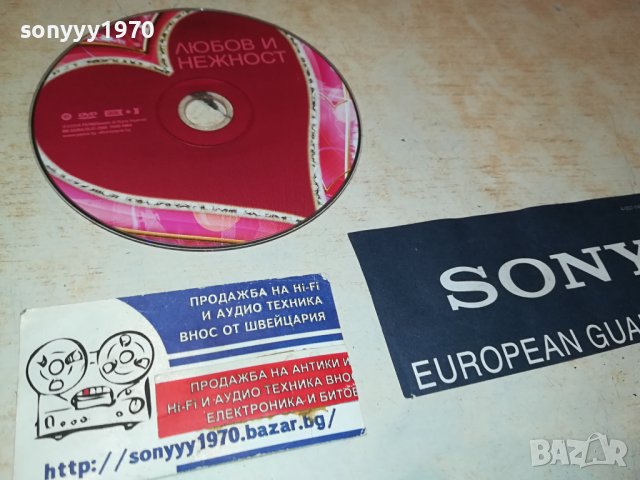 sonyyy1970
ЛЮБОВ И
НЕЖНОСТ
DVD
SONY
EUROPEAN GUA
ПРОДАЖБА НА Hi-Fi
И АУДИО ТЕХНИКА
ВНОС ОТ ШВЕЙЦАРИЯ
ПРОДАЖБА НА АНТИКИ И
Hi-Fi И АУДИО ТЕХНИКА ВНО
ЕЛЕКТРОНИКА И БИТОВ
http://sonyyy1970.bazar.bg/
BAZAR